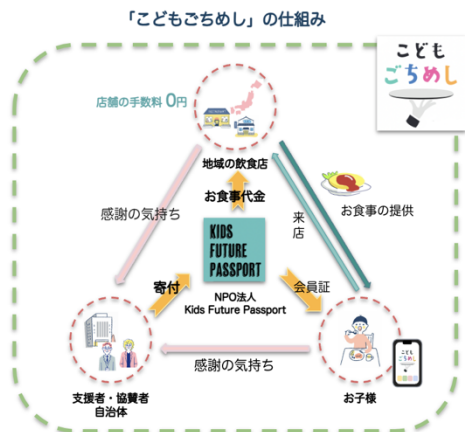 「こどもごちめし」の仕組み
こども
ごちめし
店舗の手数料 0円
地域の飲食店
お食事代金
感謝の気持ち
来店
お食事の提供
KIDS
FUTURE
PASSPORT
寄付
会員証
NPO法人
Kids Future Passport
感謝の気持ち
こども
ごちめし
支援者・協賛者
自治体
お子様